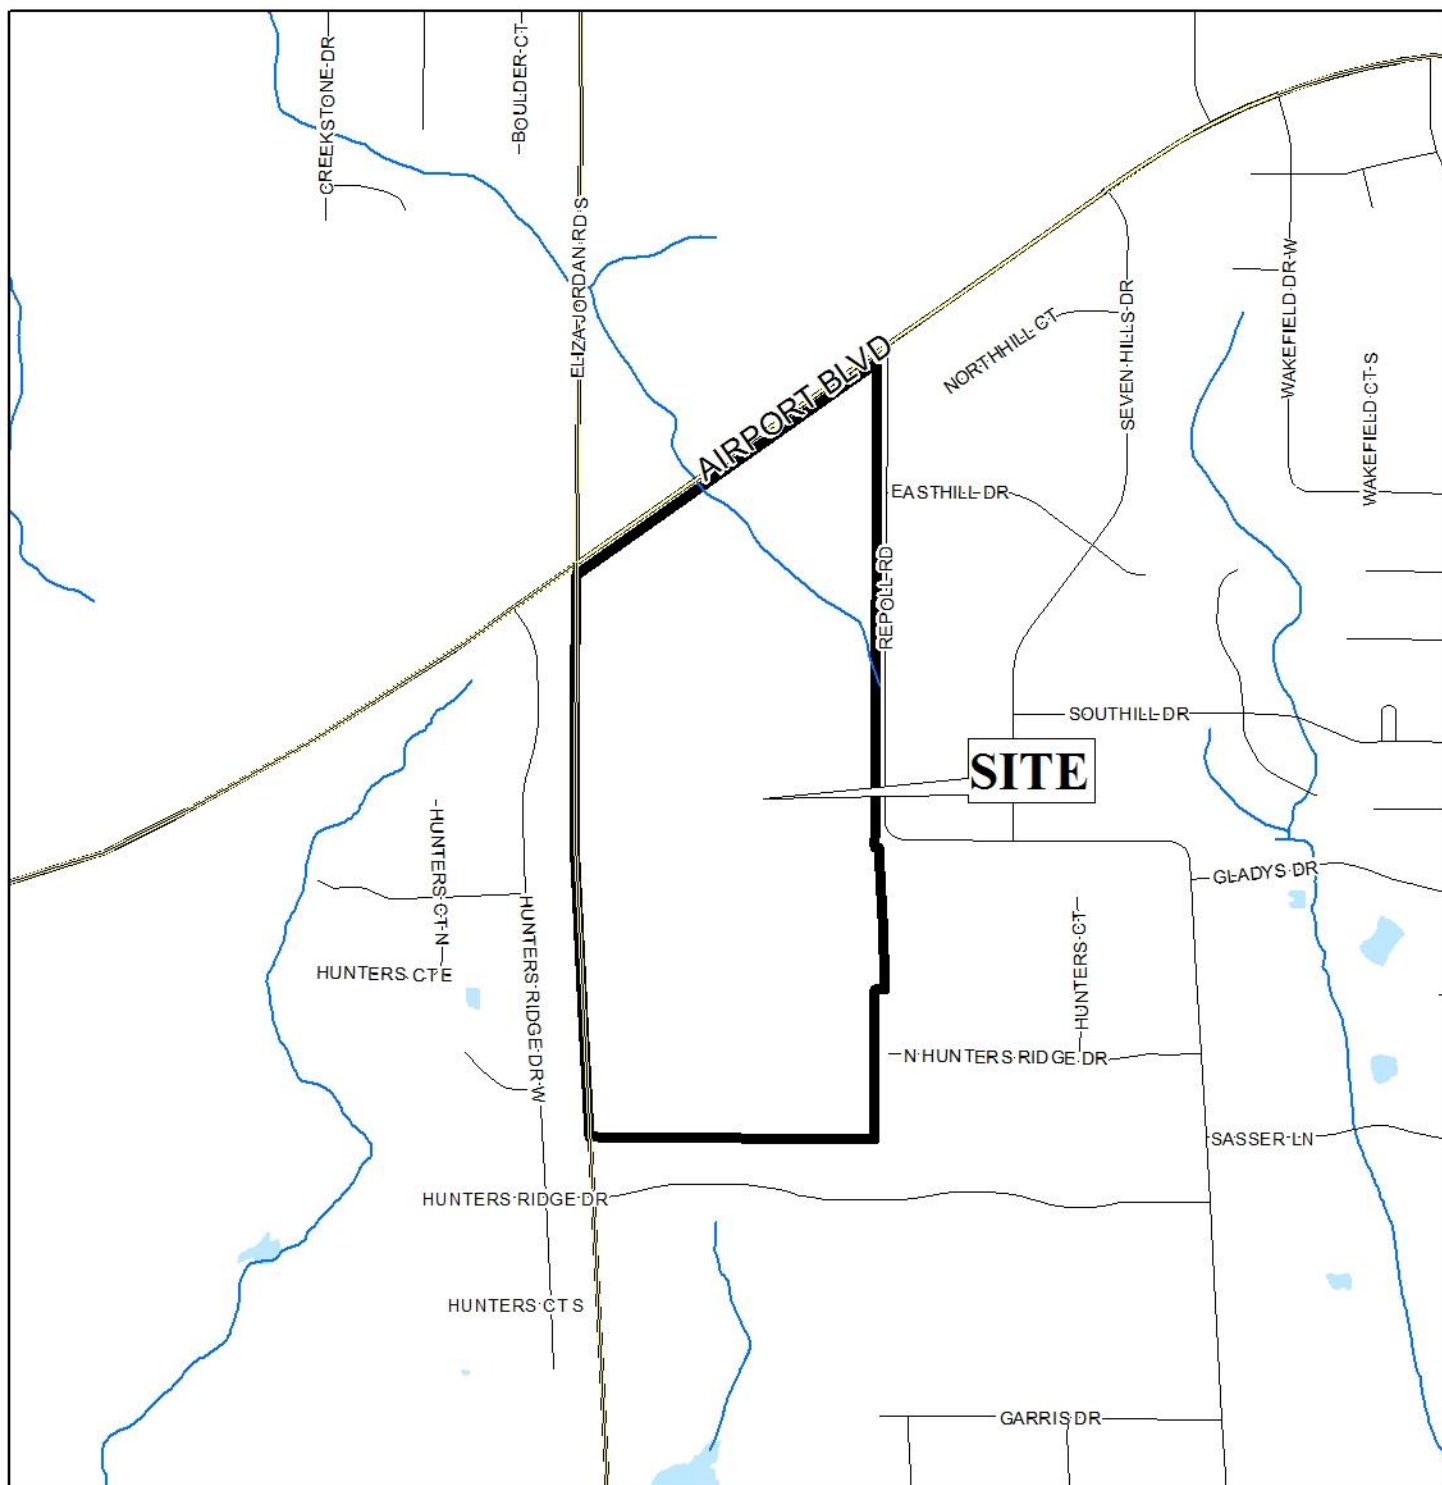 CREEKSTONE DR
BOULDER CT
ELIZA JORDAN RD S
AIRPORT BLVD
NORTHHILL CT
SEVEN HILLS DR
WAKEFIELD DR W
WAKEFIELD CT S
EASTHILL DR
REPOLL RD
SOUTHILL DR
SITE
HUNTERS CT N
HUNTERS CT E
HUNTERS RIDGE DR W
GLADYS DR
HUNTERS CT
N HUNTERS RIDGE DR
SASSER LN
HUNTERS RIDGE DR
HUNTERS CT S
GARRIS DR